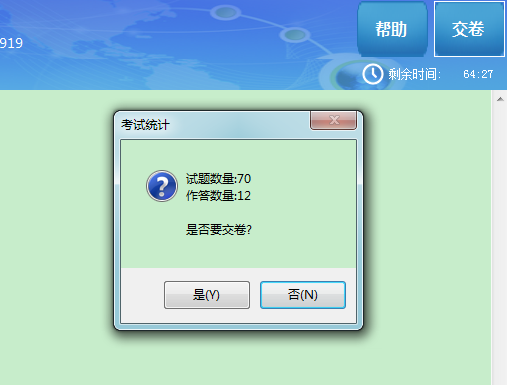 919
帮助
交卷
剩余时间: 64:27
考试统计
试题数量:70
作答数量:12
是否要交卷?
是(Y)
否(N)